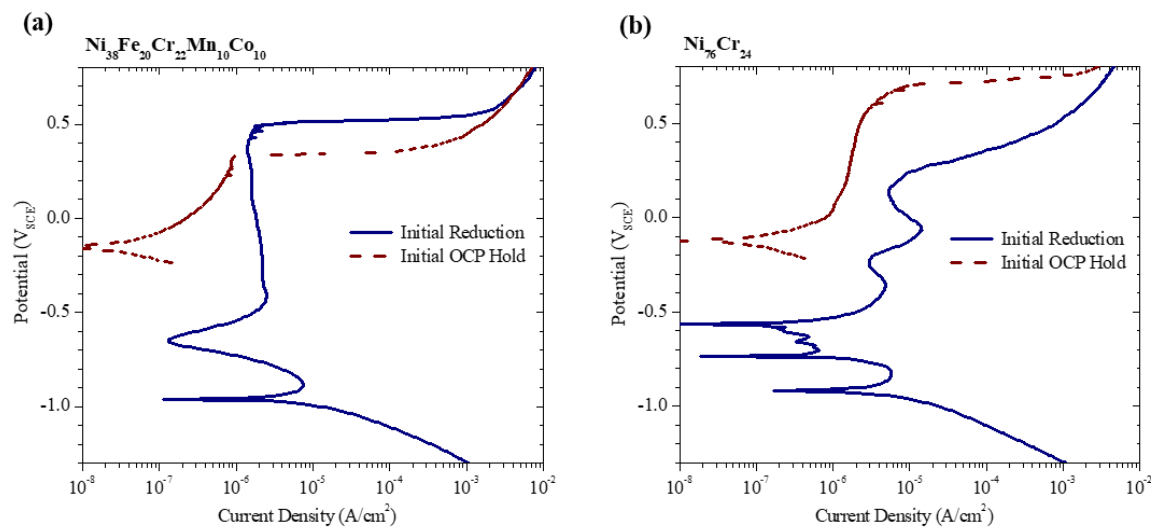 (a)
Ni₃₈Fe₂₀Cr₂₂Mn₁₀Co₁₀
0.5
0.0
-0.5
-1.0
Potential (V_SCE)
Initial Reduction
Initial OCP Hold
10⁻⁸ 10⁻⁷ 10⁻⁶ 10⁻⁵ 10⁻⁴ 10⁻³ 10⁻²
Current Density (A/cm²)
(b)
Ni₇₆Cr₂₄
0.5
0.0
-0.5
-1.0
Potential (V_SCE)
Initial Reduction
Initial OCP Hold
10⁻⁸ 10⁻⁷ 10⁻⁶ 10⁻⁵ 10⁻⁴ 10⁻³ 10⁻²
Current Density (A/cm²)